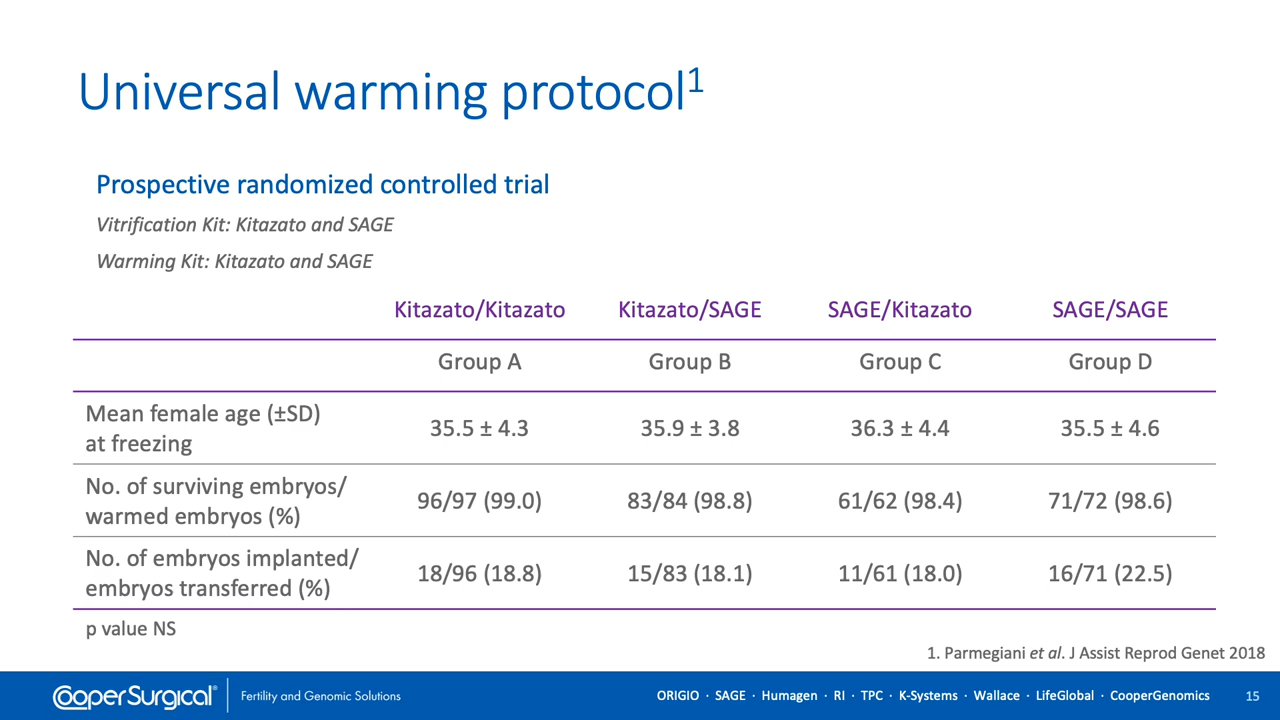 Universal warming protocol1
Prospective randomized controlled trial
Vitrification Kit: Kitazato and SAGE
Warming Kit: Kitazato and SAGE
Kitazato/Kitazato Kitazato/SAGE SAGE/Kitazato SAGE/SAGE
Group A Group B Group C Group D
Mean female age (±SD)
at freezing
35.5 ± 4.3 35.9 ± 3.8 36.3 ± 4.4 35.5 ± 4.6
No. of surviving embryos/
warmed embryos (%)
96/97 (99.0) 83/84 (98.8) 61/62 (98.4) 71/72 (98.6)
No. of embryos implanted/
embryos transferred (%)
18/96 (18.8) 15/83 (18.1) 11/61 (18.0) 16/71 (22.5)
p value NS
1. Parmegiani et al. J Assist Reprod Genet 2018
CooperSurgical® Fertility and Genomic Solutions
ORIGIO · SAGE · Humagen · RI · TPC · K-Systems · Wallace · LifeGlobal · CooperGenomics 15